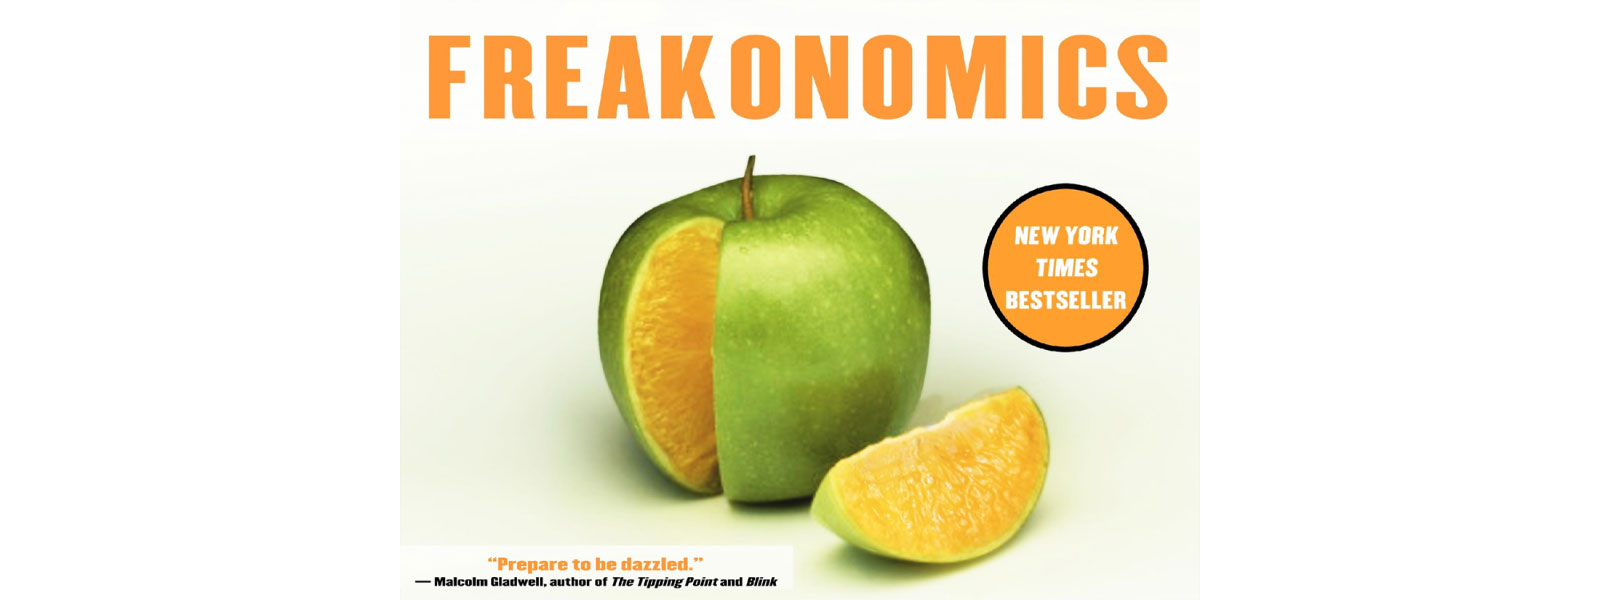 FREAKONOMICS
NEW YORK
TIMES
BESTSELLER
“Prepare to be dazzled.”
— Malcolm Gladwell, author of The Tipping Point and Blink